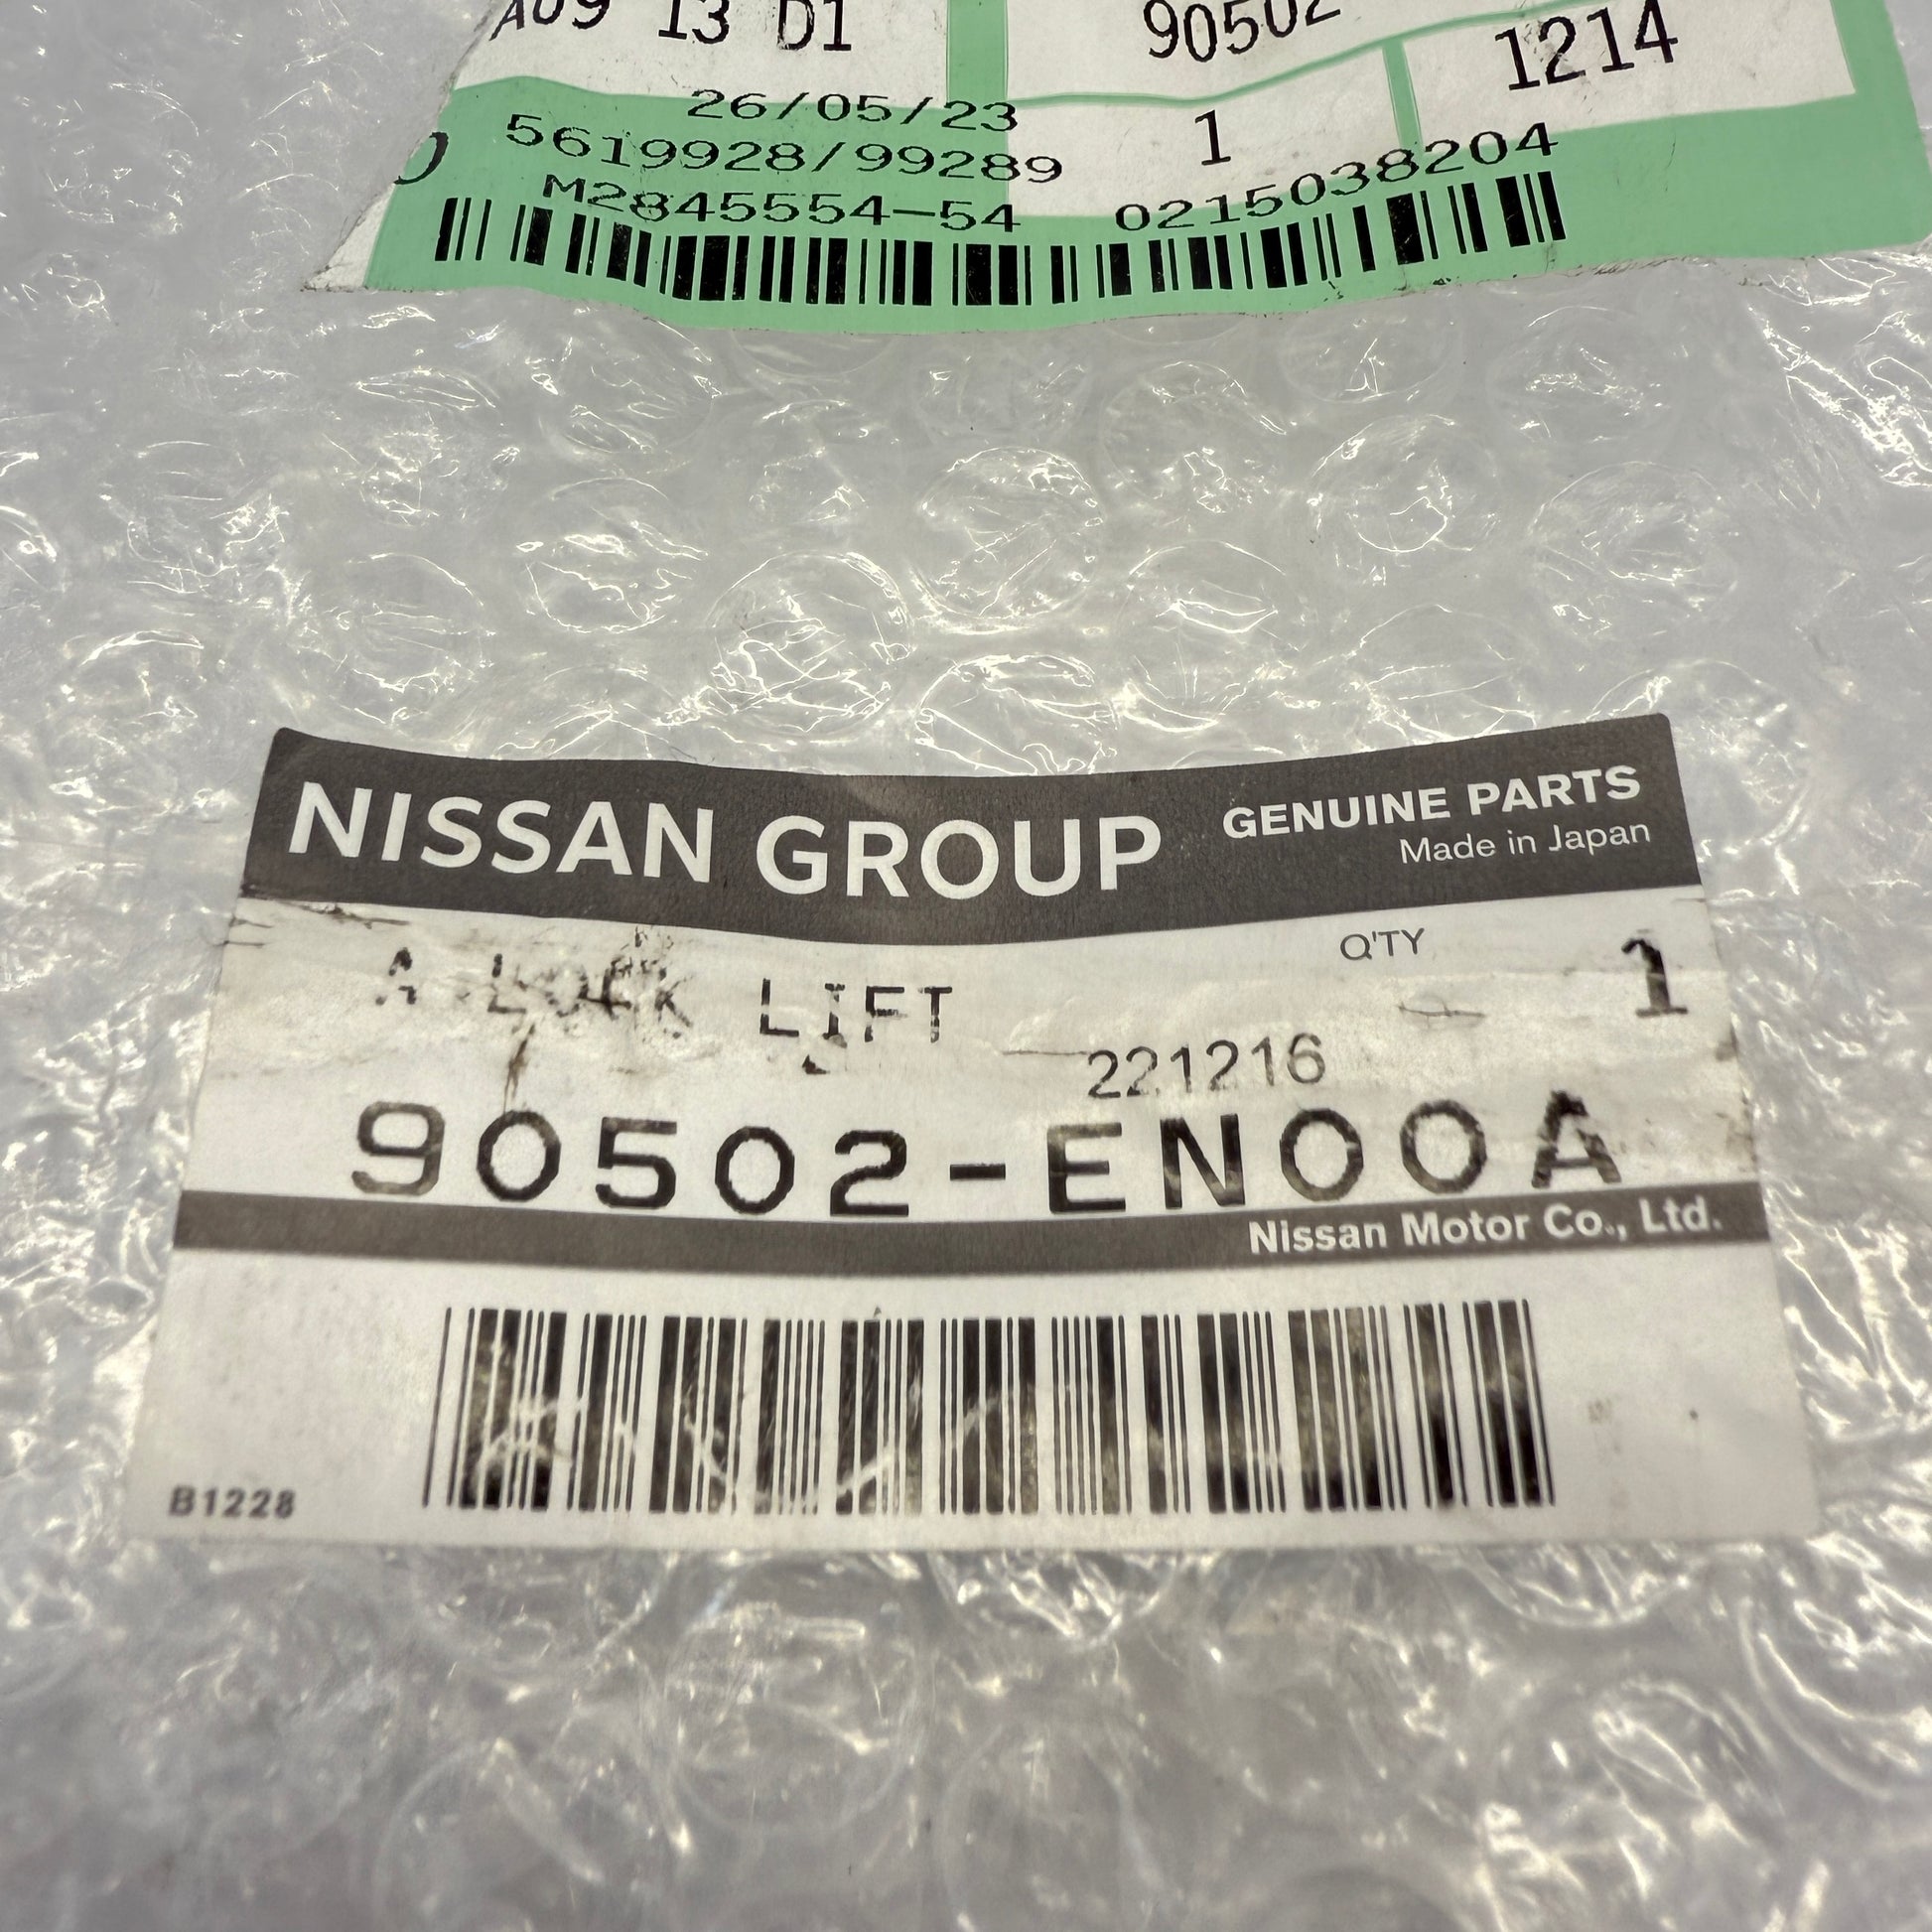 A09 13 D1
90502
1214
26/05/23
1
5619928/99289
M2845554-54 0215038204
NISSAN GROUP
GENUINE PARTS
Made in Japan
Q'TY 1
A LOCK LIFT
221216
90502-EN00A
Nissan Motor Co., Ltd.
B1228